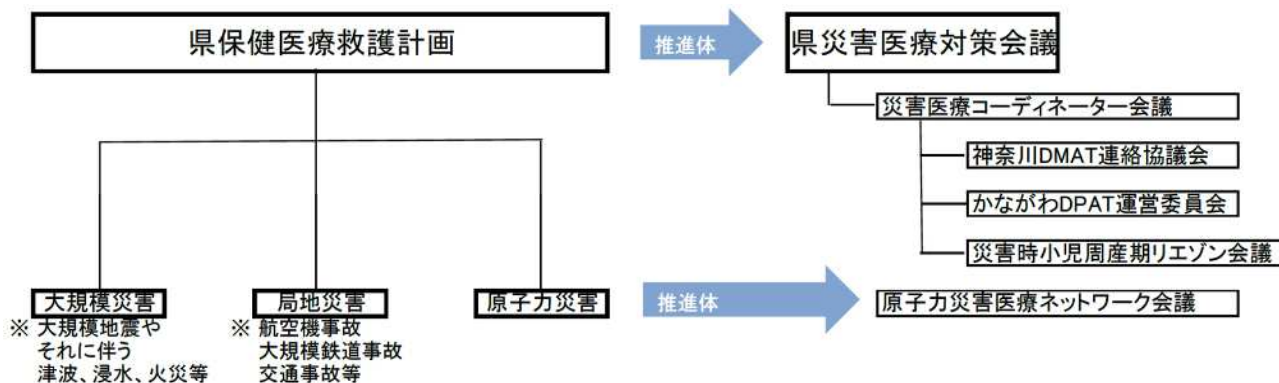 県保健医療救護計画
推進体
県災害医療対策会議
災害医療コーディネーター会議
神奈川DMAT連絡協議会
かながわDPAT運営委員会
災害時小児周産期リエゾン会議
大規模災害
局地災害
原子力災害
推進体
原子力災害医療ネットワーク会議
※ 大規模地震や
それに伴う
津波、浸水、火災等
※ 航空機事故
大規模鉄道事故
交通事故等